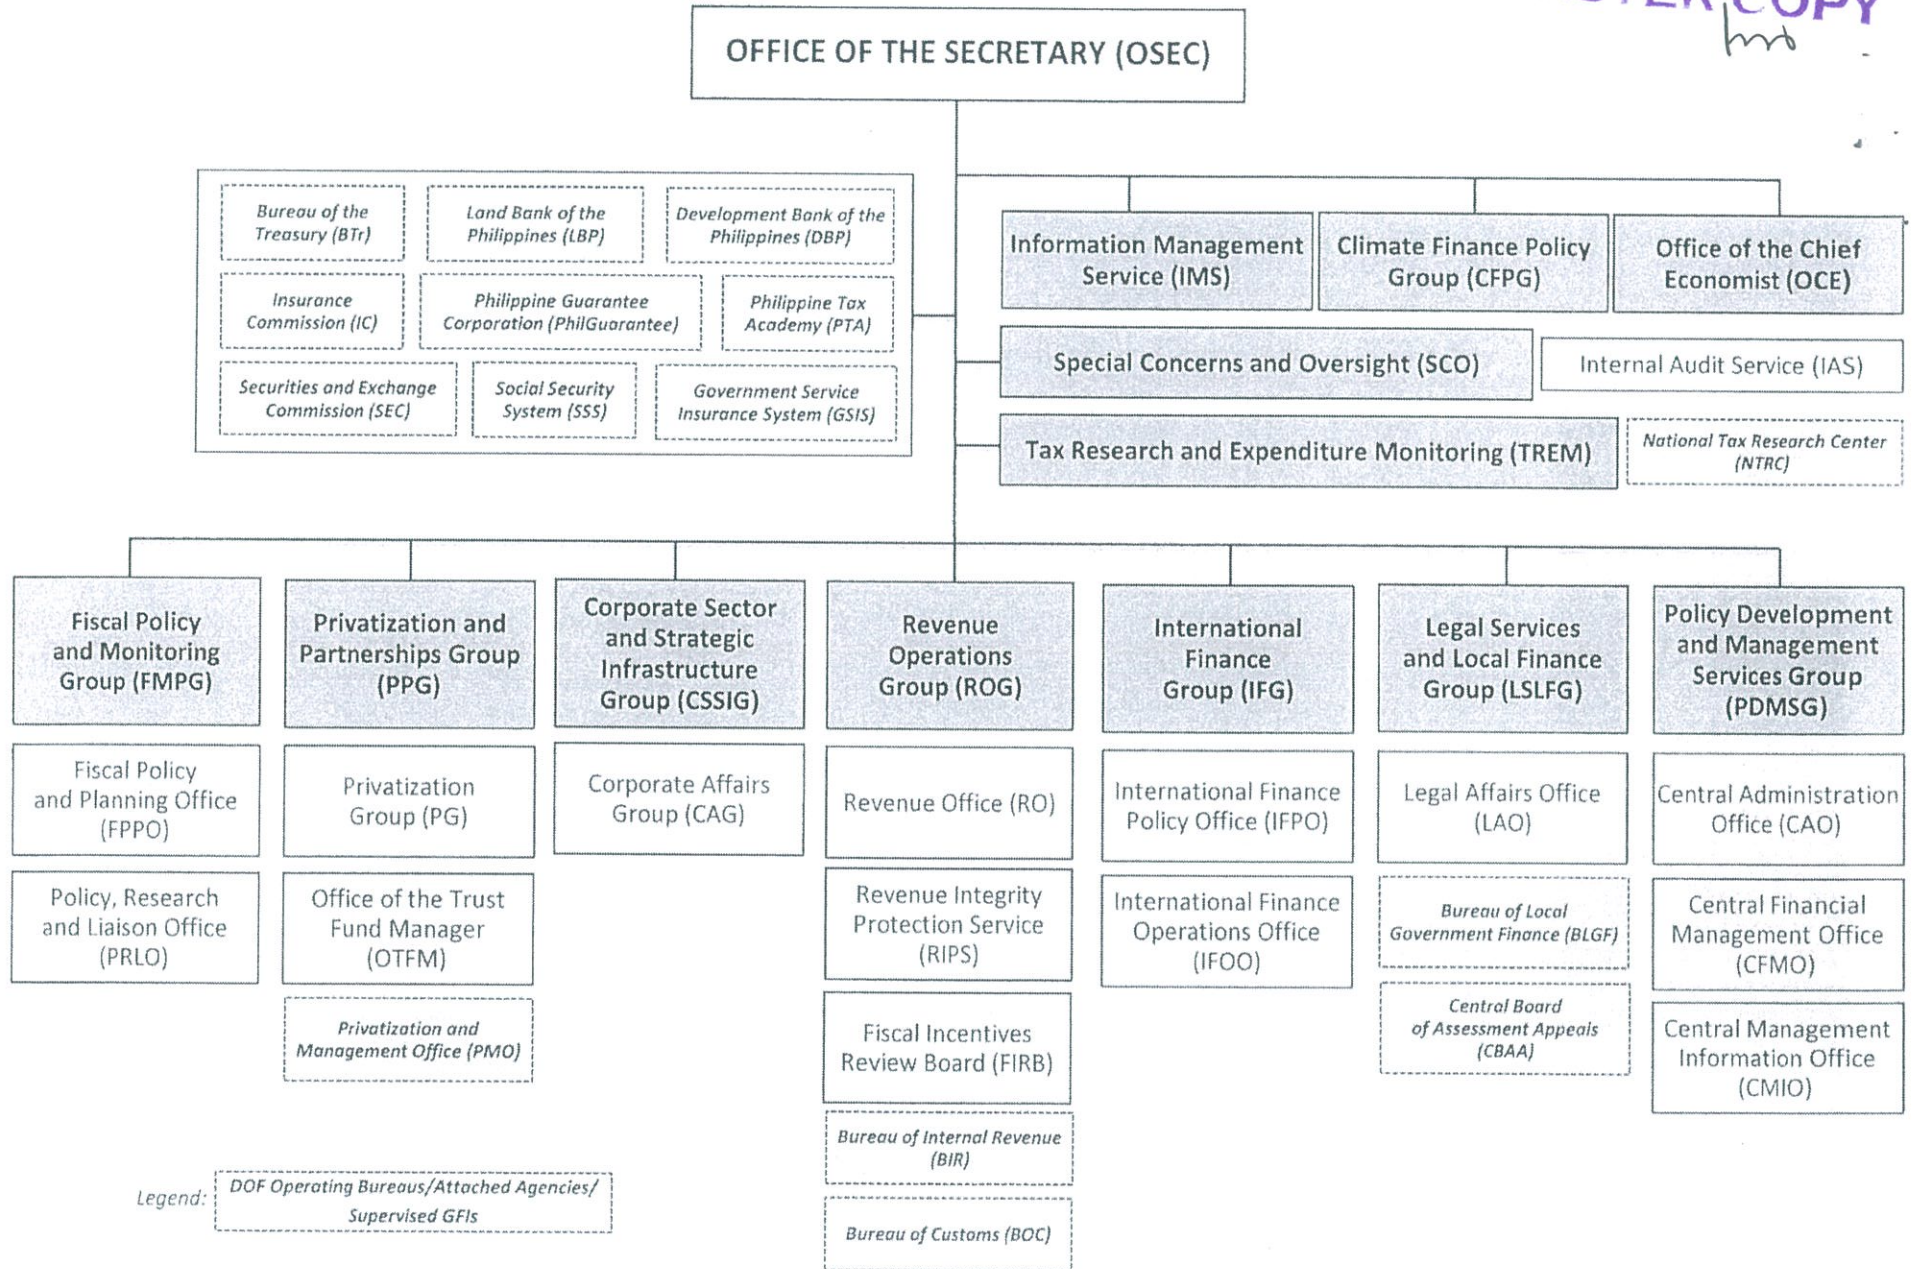 COPY
OFFICE OF THE SECRETARY (OSEC)
Bureau of the
Treasury (BTr)
Land Bank of the
Philippines (LBP)
Development Bank of the
Philippines (DBP)
Insurance
Commission (IC)
Philippine Guarantee
Corporation (PhilGuarantee)
Philippine Tax
Academy (PTA)
Securities and Exchange
Commission (SEC)
Social Security
System (SSS)
Government Service
Insurance System (GSIS)
Information Management
Service (IMS)
Climate Finance Policy
Group (CFPG)
Office of the Chief
Economist (OCE)
Special Concerns and Oversight (SCO)
Internal Audit Service (IAS)
Tax Research and Expenditure Monitoring (TREM)
National Tax Research Center
(NTRC)
Fiscal Policy
and Monitoring
Group (FMPG)
Fiscal Policy
and Planning Office
(FPPO)
Policy, Research
and Liaison Office
(PRLO)
Privatization and
Partnerships Group
(PPG)
Privatization
Group (PG)
Office of the Trust
Fund Manager
(OTFM)
Privatization and
Management Office (PMO)
Corporate Sector
and Strategic
Infrastructure
Group (CSSIG)
Corporate Affairs
Group (CAG)
Revenue
Operations
Group (ROG)
Revenue Office (RO)
Revenue Integrity
Protection Service
(RIPS)
Fiscal Incentives
Review Board (FIRB)
Bureau of Internal Revenue
(BIR)
Bureau of Customs (BOC)
International
Finance
Group (IFG)
International Finance
Policy Office (IFPO)
International Finance
Operations Office
(IFOO)
Legal Services
and Local Finance
Group (LSLFG)
Legal Affairs Office
(LAO)
Bureau of Local
Government Finance (BLGF)
Central Board
of Assessment Appeals
(CBAA)
Policy Development
and Management
Services Group
(PDMSG)
Central Administration
Office (CAO)
Central Financial
Management Office
(CFMO)
Central Management
Information Office
(CMIO)
Legend:
DOF Operating Bureaus/Attached Agencies/
Supervised GFIs